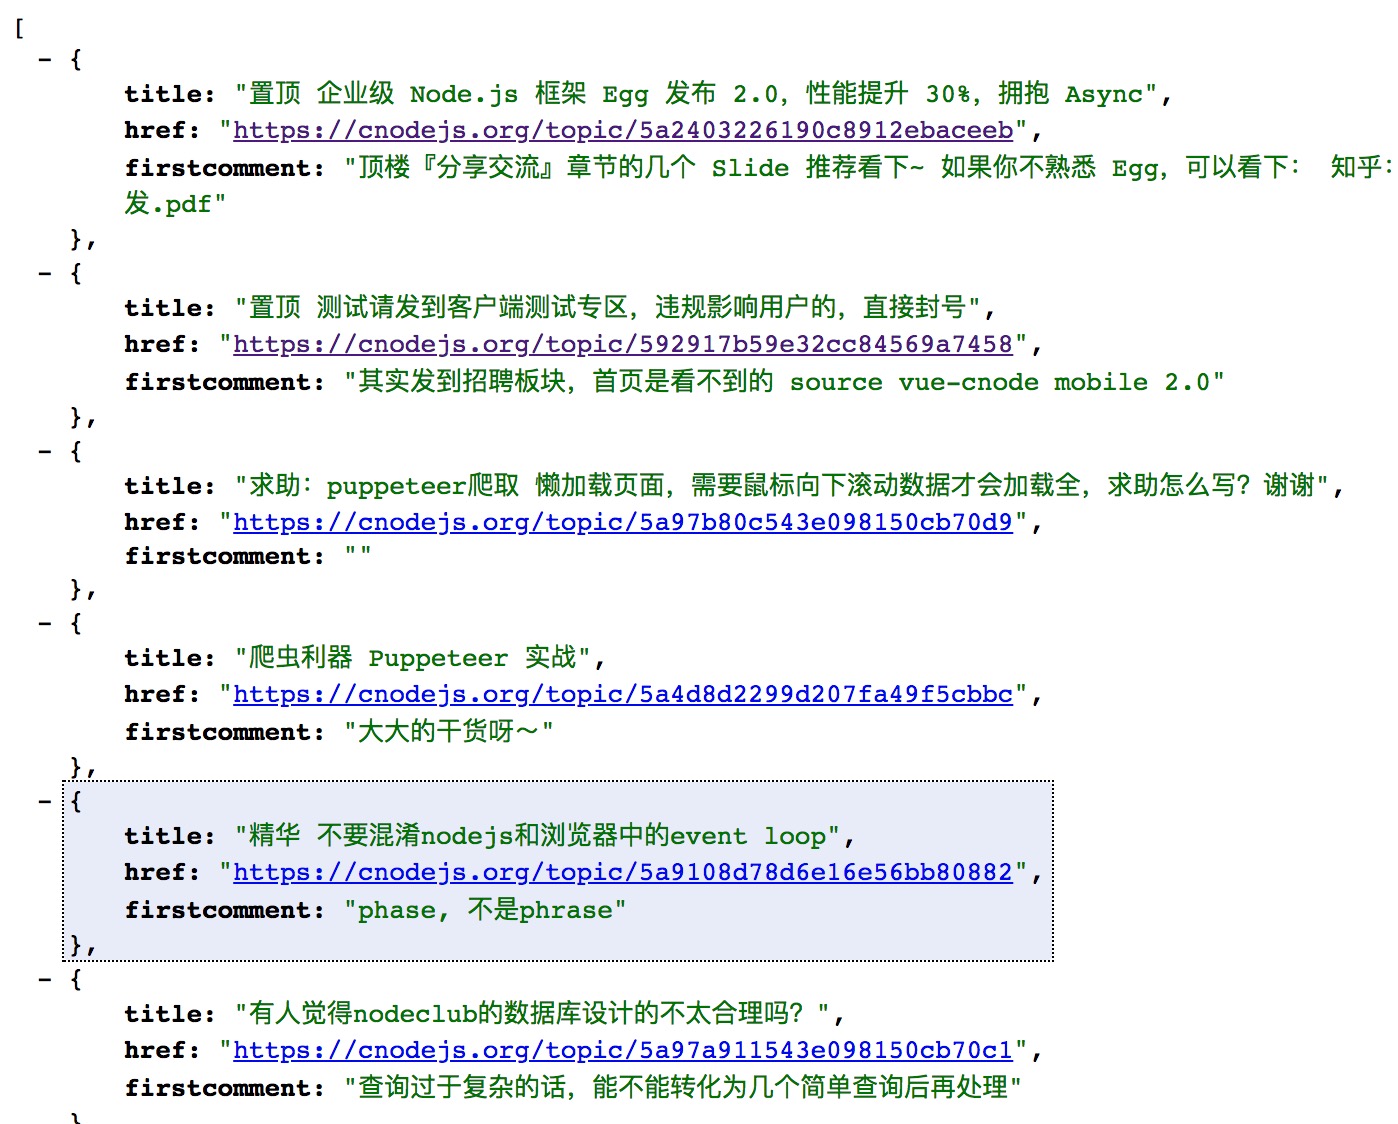 [
- {
title: "置顶 企业级 Node.js 框架 Egg 发布 2.0，性能提升 30%，拥抱 Async",
href: "https://cnodejs.org/topic/5a2403226190c8912ebaceeb",
firstcomment: "顶楼『分享交流』章节的几个 Slide 推荐看下~ 如果你不熟悉 Egg，可以看下： 知乎：
发.pdf"
},
- {
title: "置顶 测试请发到客户端测试专区，违规影响用户的，直接封号",
href: "https://cnodejs.org/topic/592917b59e32cc84569a7458",
firstcomment: "其实发到招聘板块，首页是看不到的 source vue-cnode mobile 2.0"
},
- {
title: "求助：puppeteer爬取 懒加载页面，需要鼠标向下滚动数据才会加载全，求助怎么写？谢谢",
href: "https://cnodejs.org/topic/5a97b80c543e098150cb70d9",
firstcomment: ""
},
- {
title: "爬虫利器 Puppeteer 实战",
href: "https://cnodejs.org/topic/5a4d8d2299d207fa49f5cbbc",
firstcomment: "大大的干货呀～"
},
- {
title: "精华 不要混淆nodejs和浏览器中的event loop",
href: "https://cnodejs.org/topic/5a9108d78d6e16e56bb80882",
firstcomment: "phase, 不是phrase"
},
- {
title: "有人觉得nodeclub的数据库设计的不太合理吗？",
href: "https://cnodejs.org/topic/5a97a911543e098150cb70c1",
firstcomment: "查询过于复杂的话，能不能转化为几个简单查询后再处理"
}